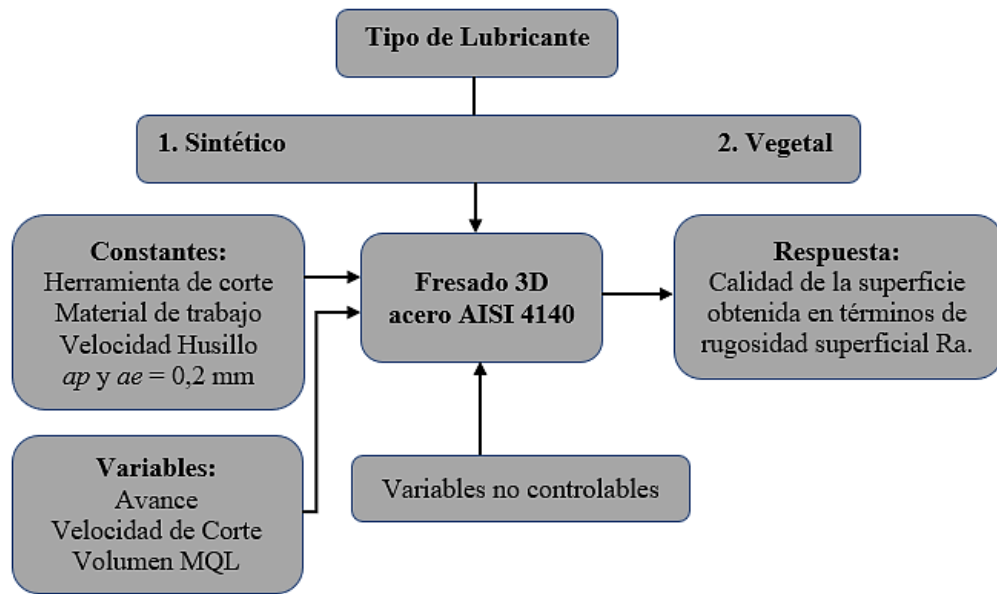 Tipo de Lubricante
1. Sintético 2. Vegetal
Constantes:
Herramienta de corte
Material de trabajo
Velocidad Husillo
ap y ae = 0,2 mm
Fresado 3D
acero AISI 4140
Respuesta:
Calidad de la superficie
obtenida en términos de
rugosidad superficial Ra.
Variables:
Avance
Velocidad de Corte
Volumen MQL
Variables no controlables